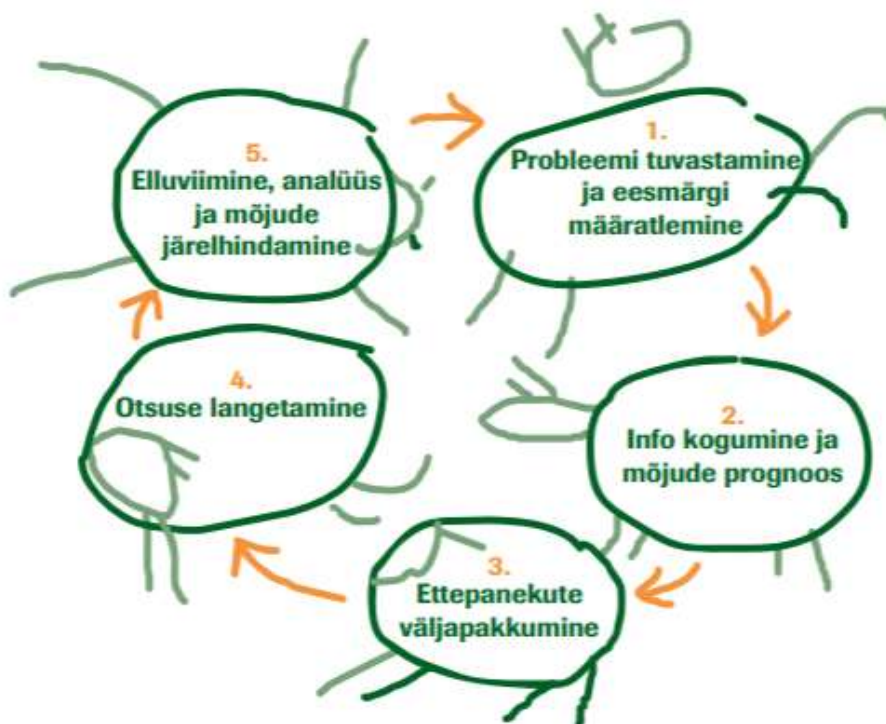 1.
Probleemi tuvastamine
ja eesmärgi
määratlemine
2.
Info kogumine ja
mõjude prognoos
3.
Ettepanekute
väljapakkumine
4.
Otsuse langetamine
5.
Elluviimine, analüüs
ja mõjude
järelhindamine